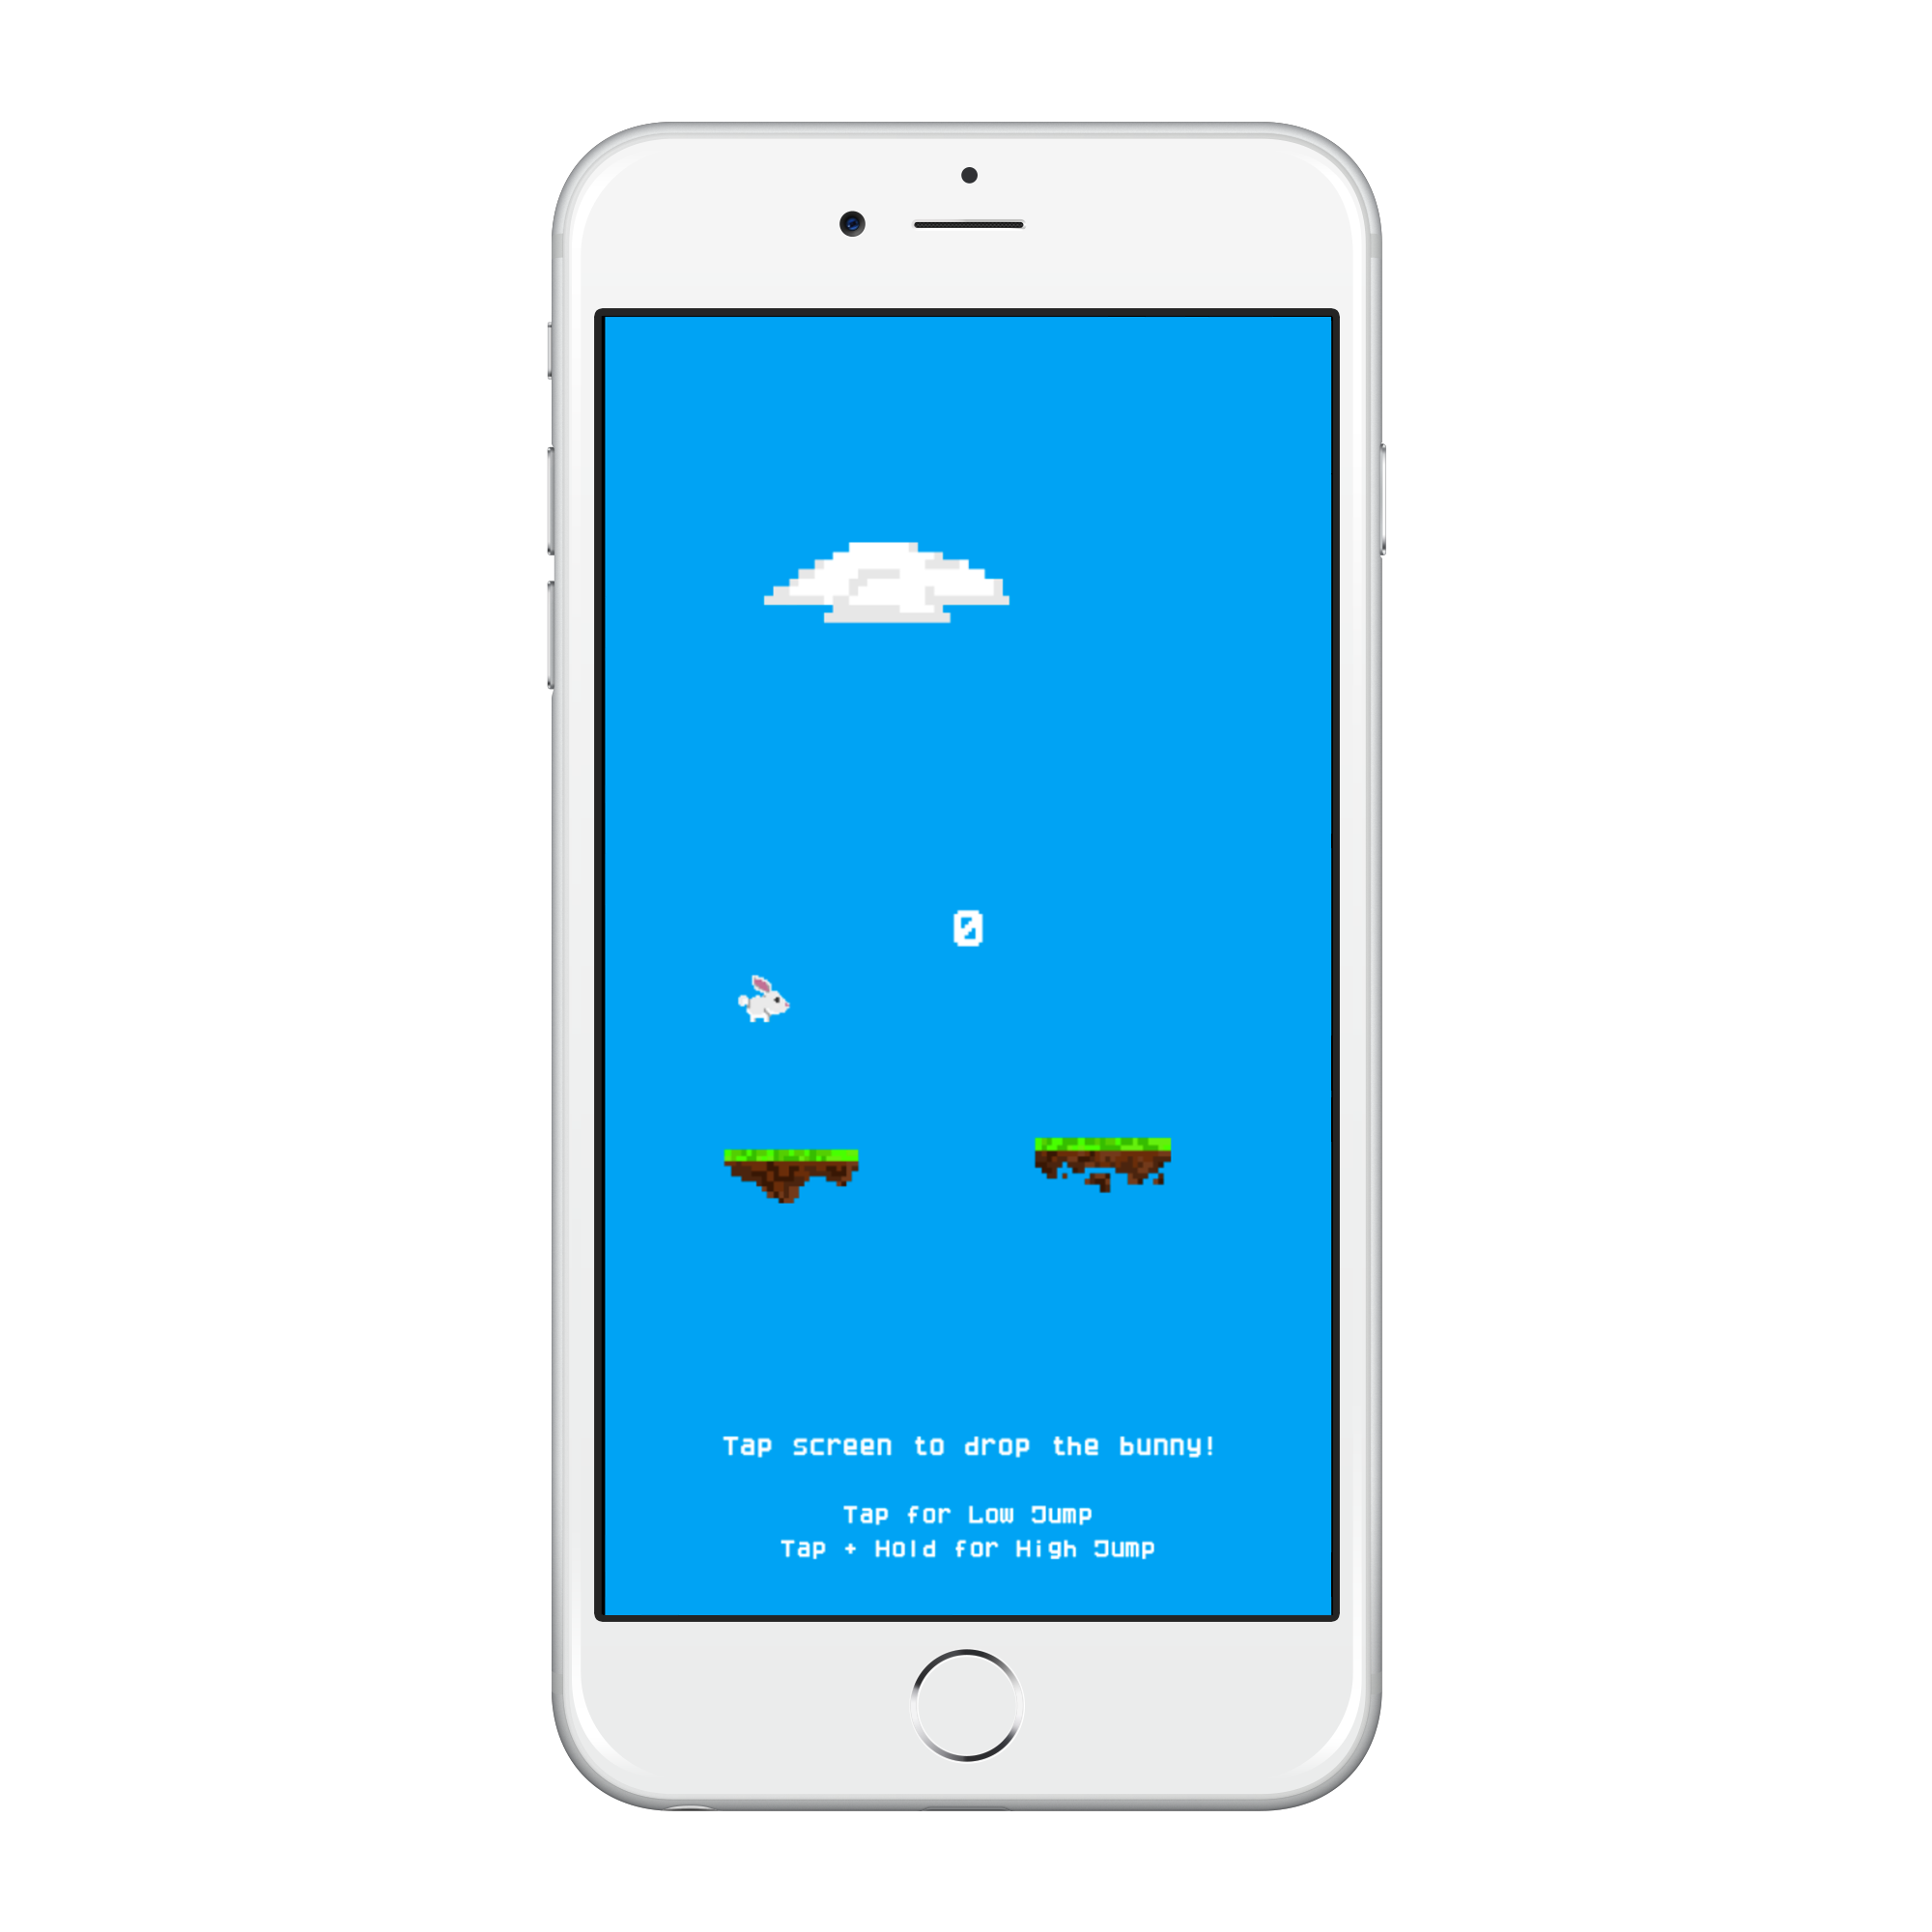 0
Tap screen to drop the bunny!
Tap for Low Jump
Tap + Hold for High Jump